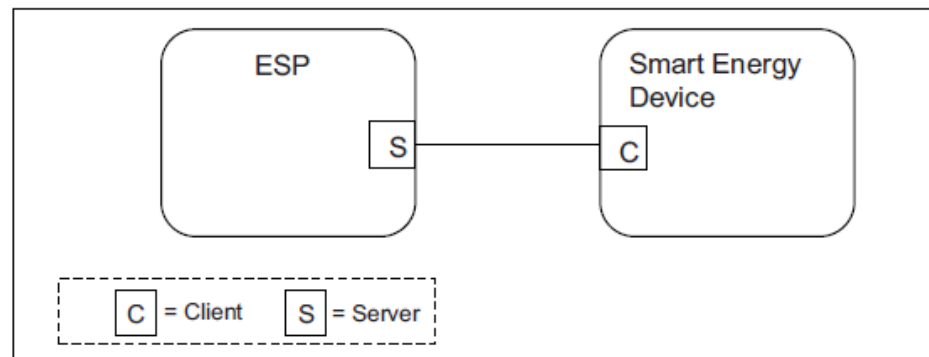 ESP
Smart Energy
Device
S
C
C = Client
S = Server